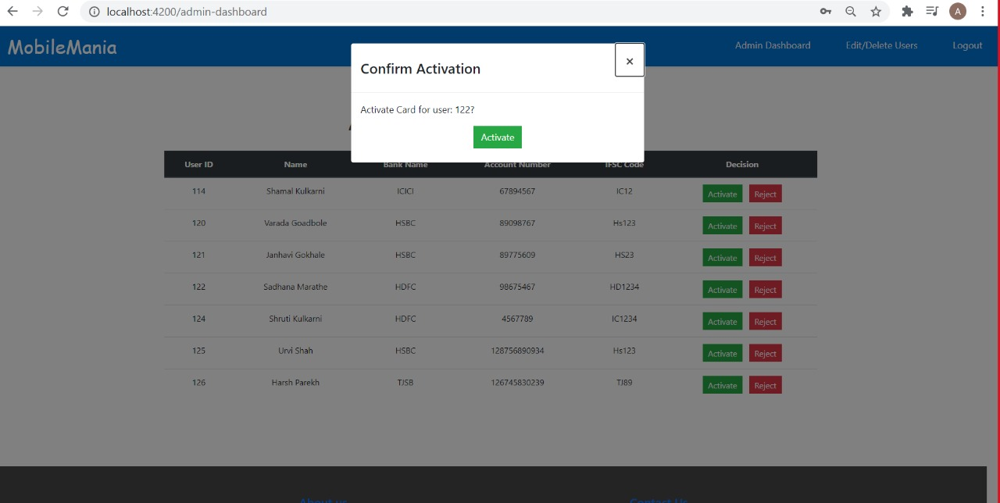 localhost:4200/admin-dashboard
A
MobileMania
Admin Dashboard Edit/Delete Users Logout
Confirm Activation ×
Activate Card for user: 122?
Activate
User ID Name Bank Name Account Number IFSC Code Decision
114 Shamal Kulkarni ICICI 67894567 IC12 Activate Reject
120 Varada Goadbole HSBC 89098767 Hs123 Activate Reject
121 Janhavi Gokhale HSBC 89775609 HS23 Activate Reject
122 Sadhana Marathe HDFC 98675467 HD1234 Activate Reject
124 Shruti Kulkarni HDFC 4567789 IC1234 Activate Reject
125 Urvi Shah HSBC 128756890934 Hs123 Activate Reject
126 Harsh Parekh TJSB 126745830239 TJ89 Activate Reject
About us Contact Us